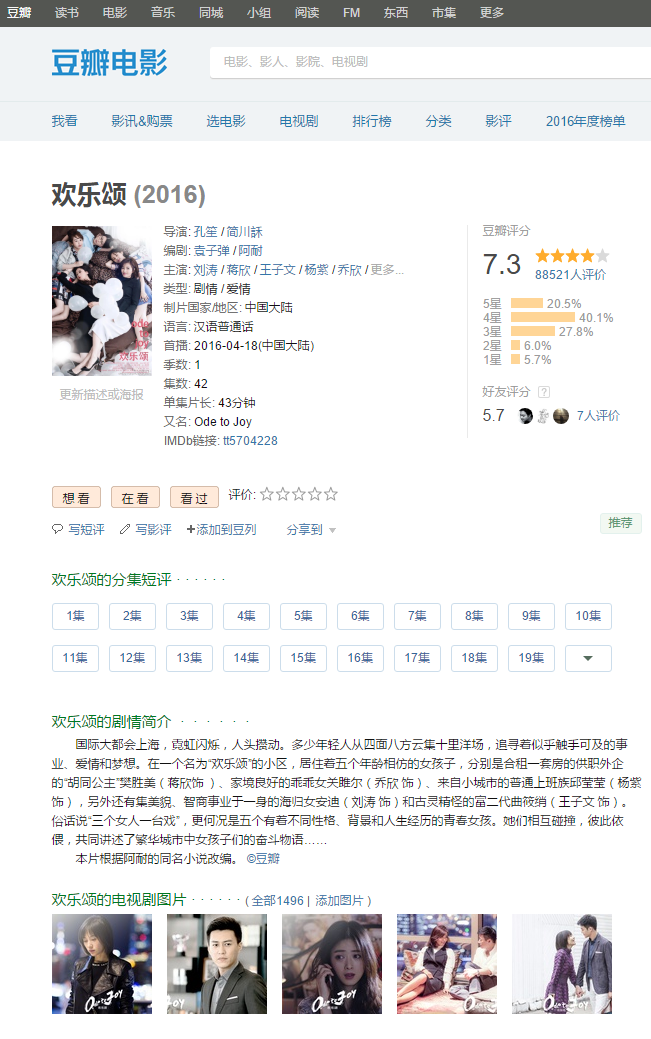 豆瓣 读书 电影 音乐 同城 小组 阅读 FM 东西 市集 更多
豆瓣电影
电影、影人、影院、电视剧
我看 影讯&购票 选电影 电视剧 排行榜 分类 影评 2016年度榜单
欢乐颂 (2016)
ode
to
joy
欢乐颂
更新描述或海报
导演: 孔笙 / 简川訸
编剧: 袁子弹 / 阿耐
主演: 刘涛 / 蒋欣 / 王子文 / 杨紫 / 乔欣 / 更多...
类型: 剧情 / 爱情
制片国家/地区: 中国大陆
语言: 汉语普通话
首播: 2016-04-18(中国大陆)
季数: 1
集数: 42
单集片长: 43分钟
又名: Ode to Joy
IMDb链接: tt5704228
豆瓣评分
7.3
88521人评价
5星 20.5%
4星 40.1%
3星 27.8%
2星 6.0%
1星 5.7%
好友评分 ?
5.7 7人评价
想看 在看 看过 评价:
写短评 写影评 +添加到豆列 分享到
推荐
欢乐颂的分集短评 · · · · · ·
1集 2集 3集 4集 5集 6集 7集 8集 9集 10集
11集 12集 13集 14集 15集 16集 17集 18集 19集
欢乐颂的剧情简介 · · · · · ·
国际大都会上海，霓虹闪烁，人头攒动。多少年轻人从四面八方云集十里洋场，追寻着似乎触手可及的事
业、爱情和梦想。在一个名为“欢乐颂”的小区，居住着五个年龄相仿的女孩子，分别是合租一套房的供职外企
的“胡同公主”樊胜美（蒋欣饰 ）、家境良好的乖乖女关雎尔（乔欣 饰）、来自小城市的普通上班族邱莹莹（杨紫
饰），另外还有集美貌、智商事业于一身的海归女安迪（刘涛 饰）和古灵精怪的富二代曲筱绡（王子文 饰）。
俗话说“三个女人一台戏”，更何况是五个有着不同性格、背景和人生经历的青春女孩。她们相互碰撞，彼此依
偎，共同讲述了繁华城市中女孩子们的奋斗物语……
本片根据阿耐的同名小说改编。 ©豆瓣
欢乐颂的电视剧图片 · · · · · · ( 全部1496 | 添加图片 )
Ode to JOY
Ode to JOY
Ode to JOY
Ode to JOY
Ode to JOY